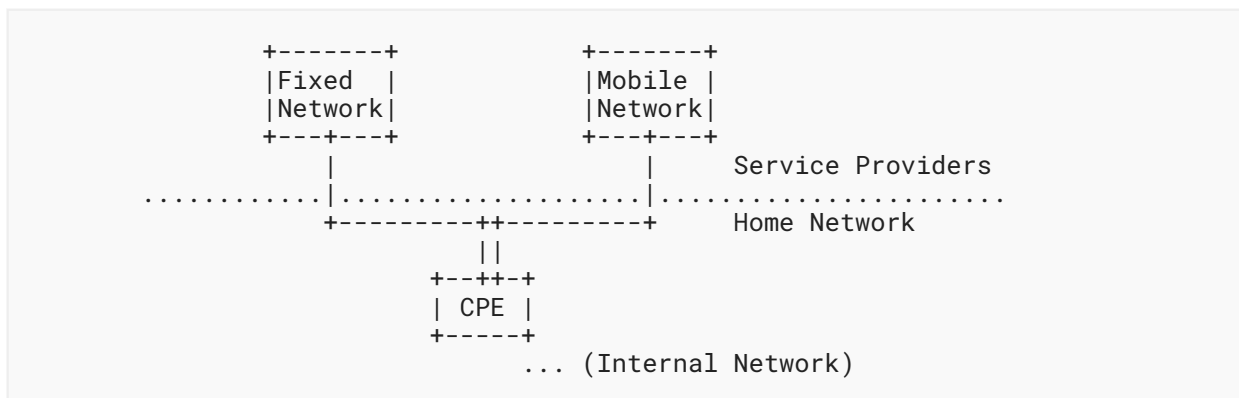 +-------+ +-------+
|Fixed | |Mobile |
|Network| |Network|
+---+---+ +---+---+
| | Service Providers
............|.....................|.......................
+---------++---------+ Home Network
||
+--++-+
| CPE |
+-----+
... (Internal Network)